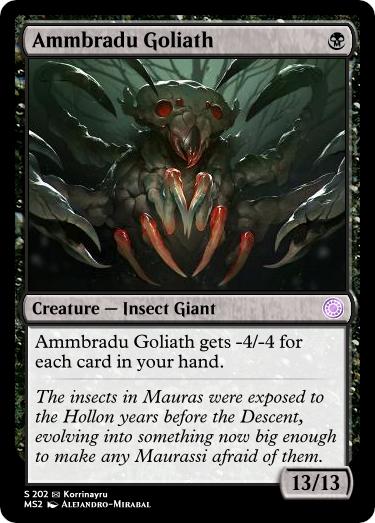 Ammbradu Goliath
Creature — Insect Giant
Ammbradu Goliath gets -4/-4 for
each card in your hand.
The insects in Mauras were exposed to
the Hollon years before the Descent,
evolving into something now big enough
to make any Maurassi afraid of them.
13/13
S 202 Korrinayru
MS2 Alejandro-Mirabal